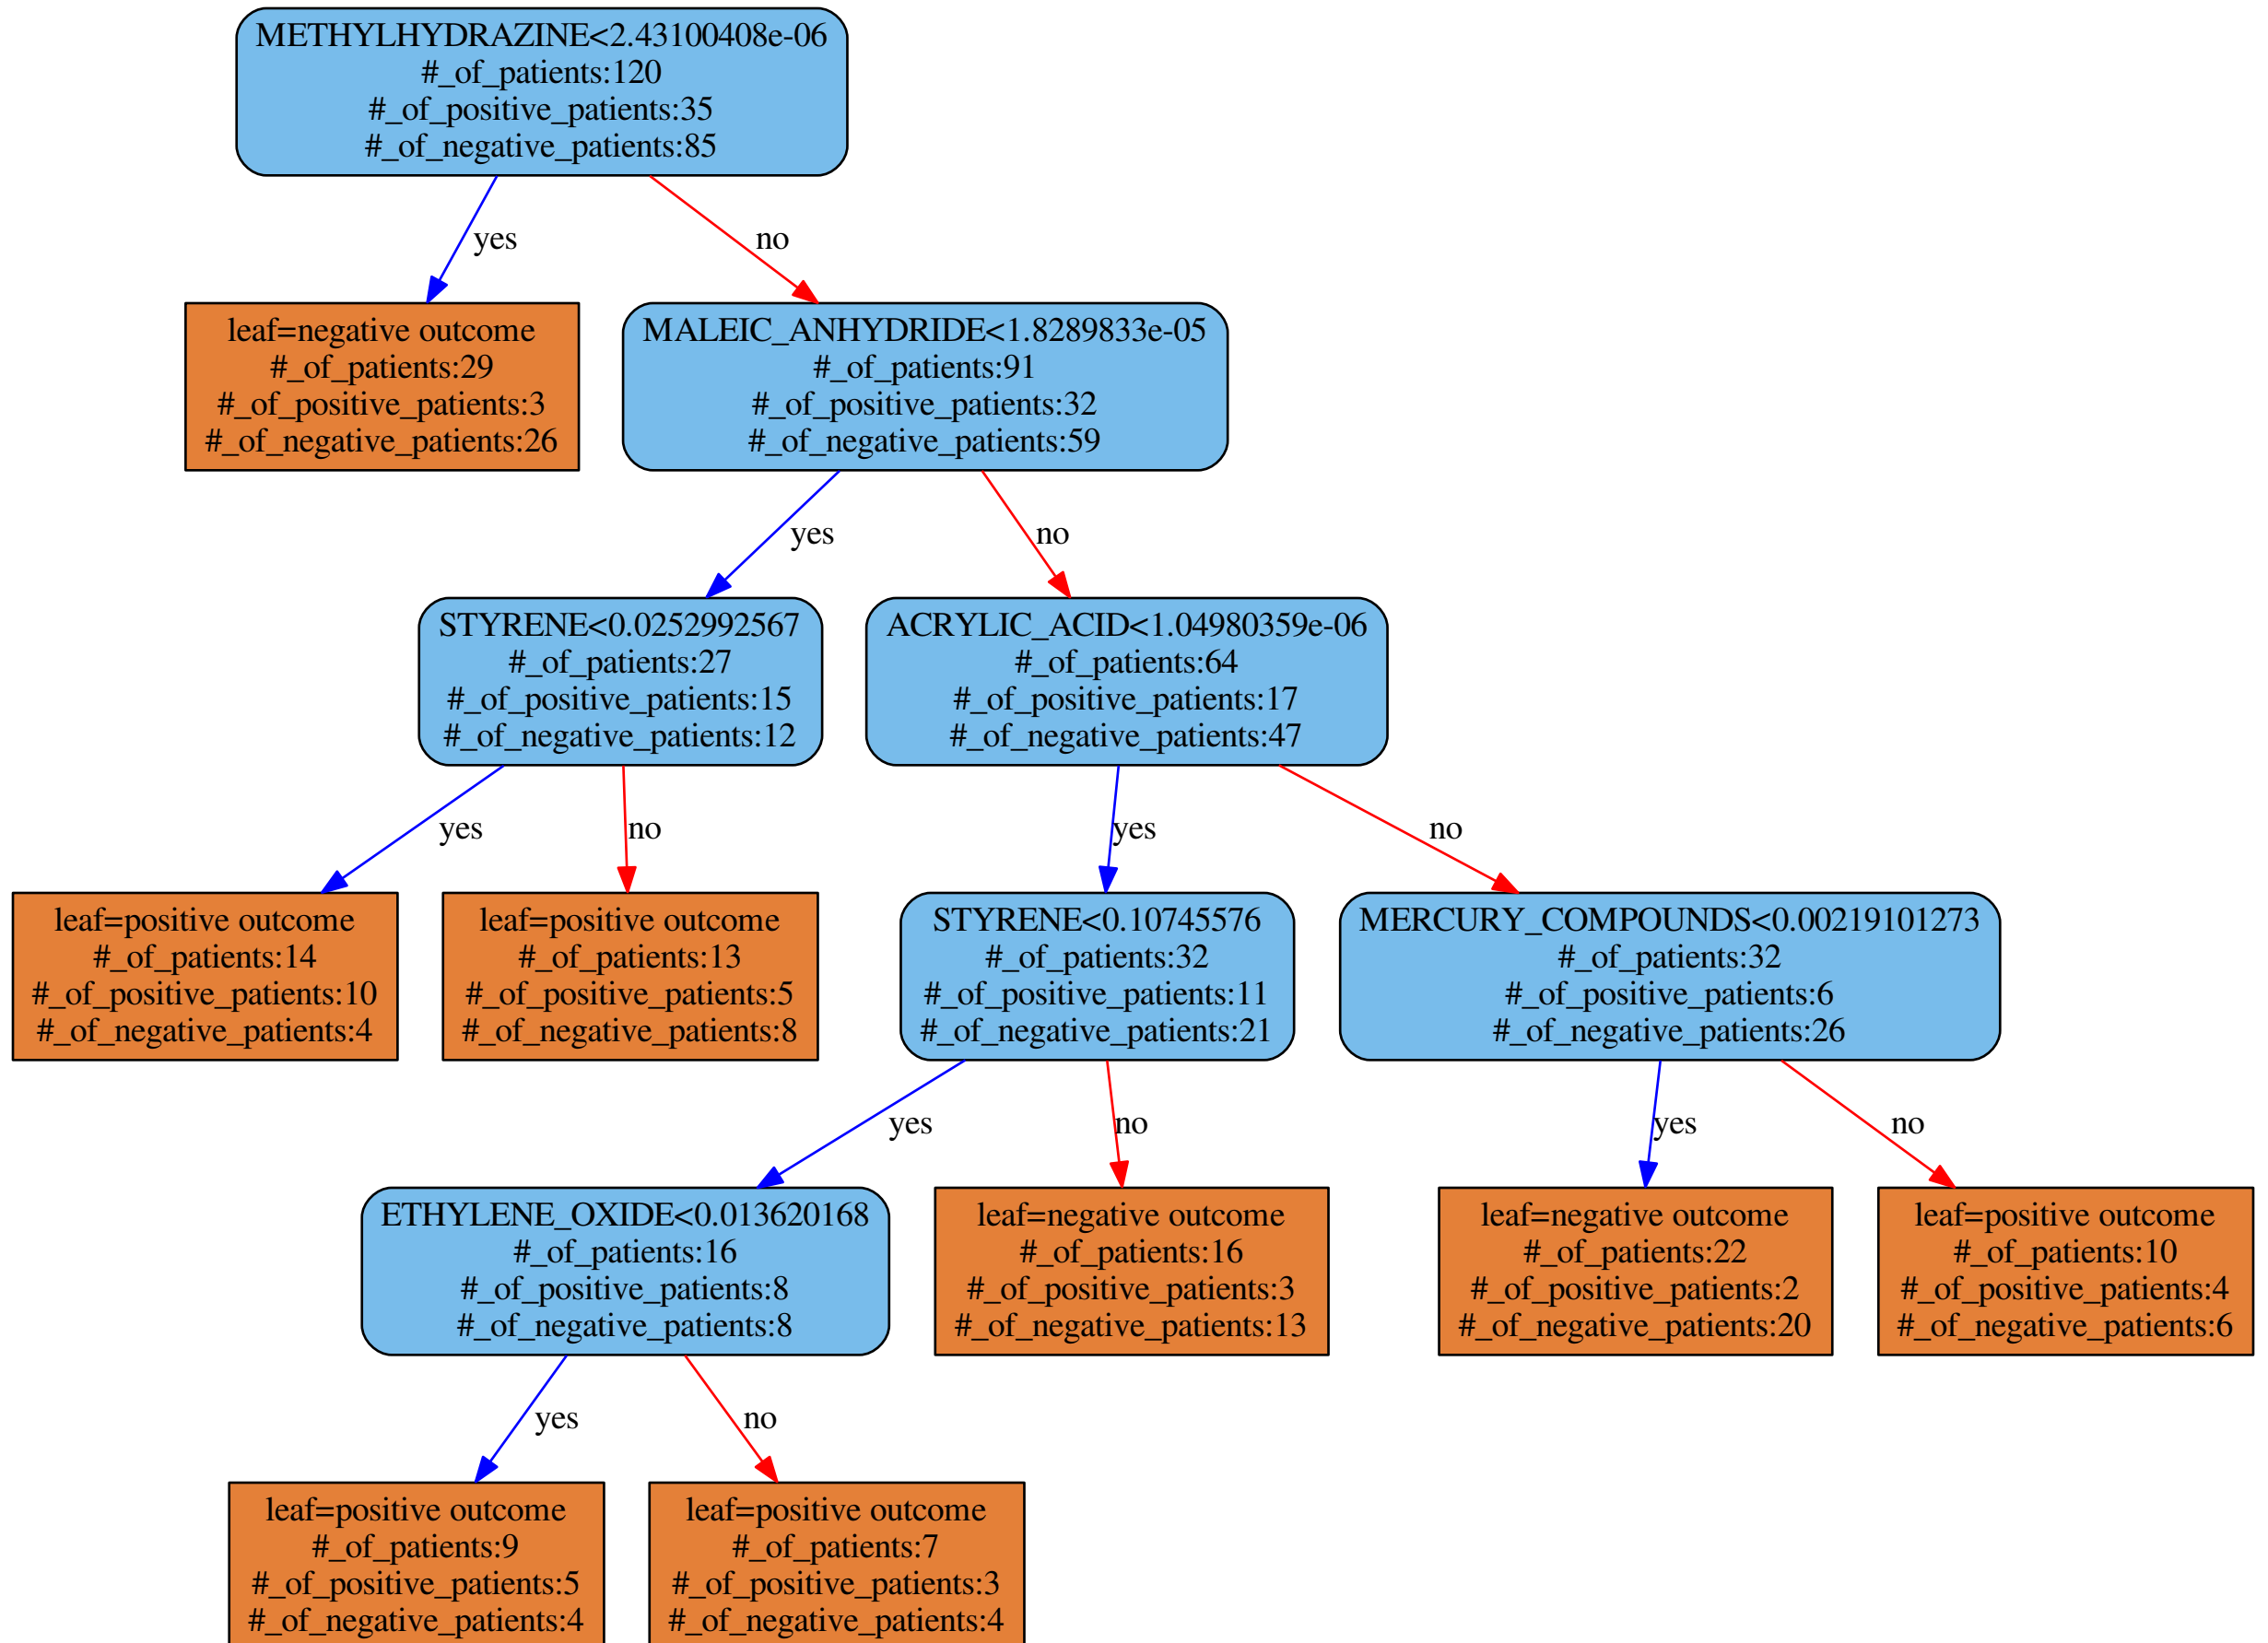 METHYLHYDRAZINE<2.43100408e-06
#_of_patients:120
#_of_positive_patients:35
#_of_negative_patients:85
yes
no
leaf=negative outcome
#_of_patients:29
#_of_positive_patients:3
#_of_negative_patients:26
MALEIC_ANHYDRIDE<1.8289833e-05
#_of_patients:91
#_of_positive_patients:32
#_of_negative_patients:59
yes
no
STYRENE<0.0252992567
#_of_patients:27
#_of_positive_patients:15
#_of_negative_patients:12
ACRYLIC_ACID<1.04980359e-06
#_of_patients:64
#_of_positive_patients:17
#_of_negative_patients:47
yes
no
yes
no
leaf=positive outcome
#_of_patients:14
#_of_positive_patients:10
#_of_negative_patients:4
leaf=positive outcome
#_of_patients:13
#_of_positive_patients:5
#_of_negative_patients:8
STYRENE<0.10745576
#_of_patients:32
#_of_positive_patients:11
#_of_negative_patients:21
MERCURY_COMPOUNDS<0.00219101273
#_of_patients:32
#_of_positive_patients:6
#_of_negative_patients:26
yes
no
yes
no
ETHYLENE_OXIDE<0.013620168
#_of_patients:16
#_of_positive_patients:8
#_of_negative_patients:8
leaf=negative outcome
#_of_patients:16
#_of_positive_patients:3
#_of_negative_patients:13
leaf=negative outcome
#_of_patients:22
#_of_positive_patients:2
#_of_negative_patients:20
leaf=positive outcome
#_of_patients:10
#_of_positive_patients:4
#_of_negative_patients:6
yes
no
leaf=positive outcome
#_of_patients:9
#_of_positive_patients:5
#_of_negative_patients:4
leaf=positive outcome
#_of_patients:7
#_of_positive_patients:3
#_of_negative_patients:4